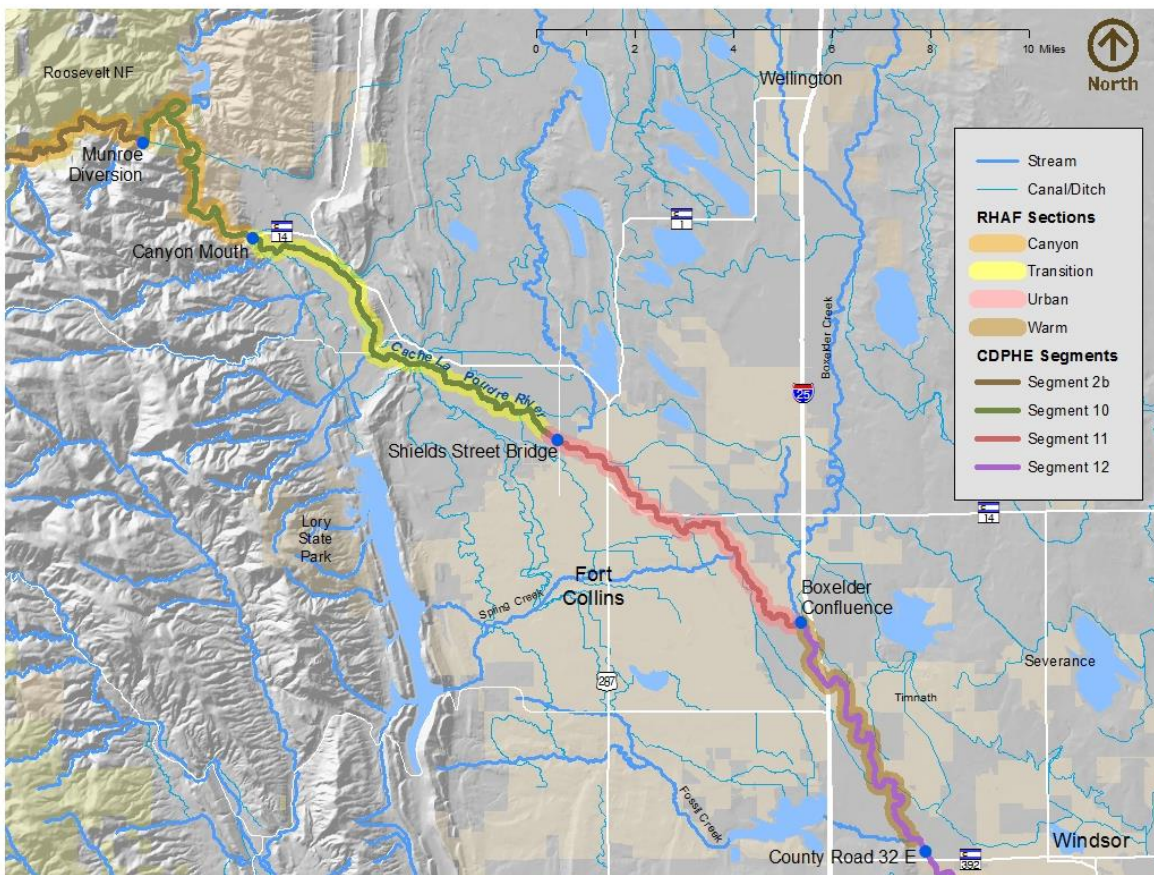 0 2 4 6 8 10 Miles
North
Roosevelt NF
Wellington
Munroe
Diversion
Stream
Canal/Ditch
RHAF Sections
Canyon
Transition
Urban
Warm
CDPHE Segments
Segment 2b
Segment 10
Segment 11
Segment 12
14
Canyon Mouth
1
Boxelder Creek
25
Cache La Poudre River
Shields Street Bridge
14
Lory
State
Park
Fort
Collins
Spring Creek
Boxelder
Confluence
Severance
287
Timnath
Fossil Creek
Windsor
County Road 32 E
392